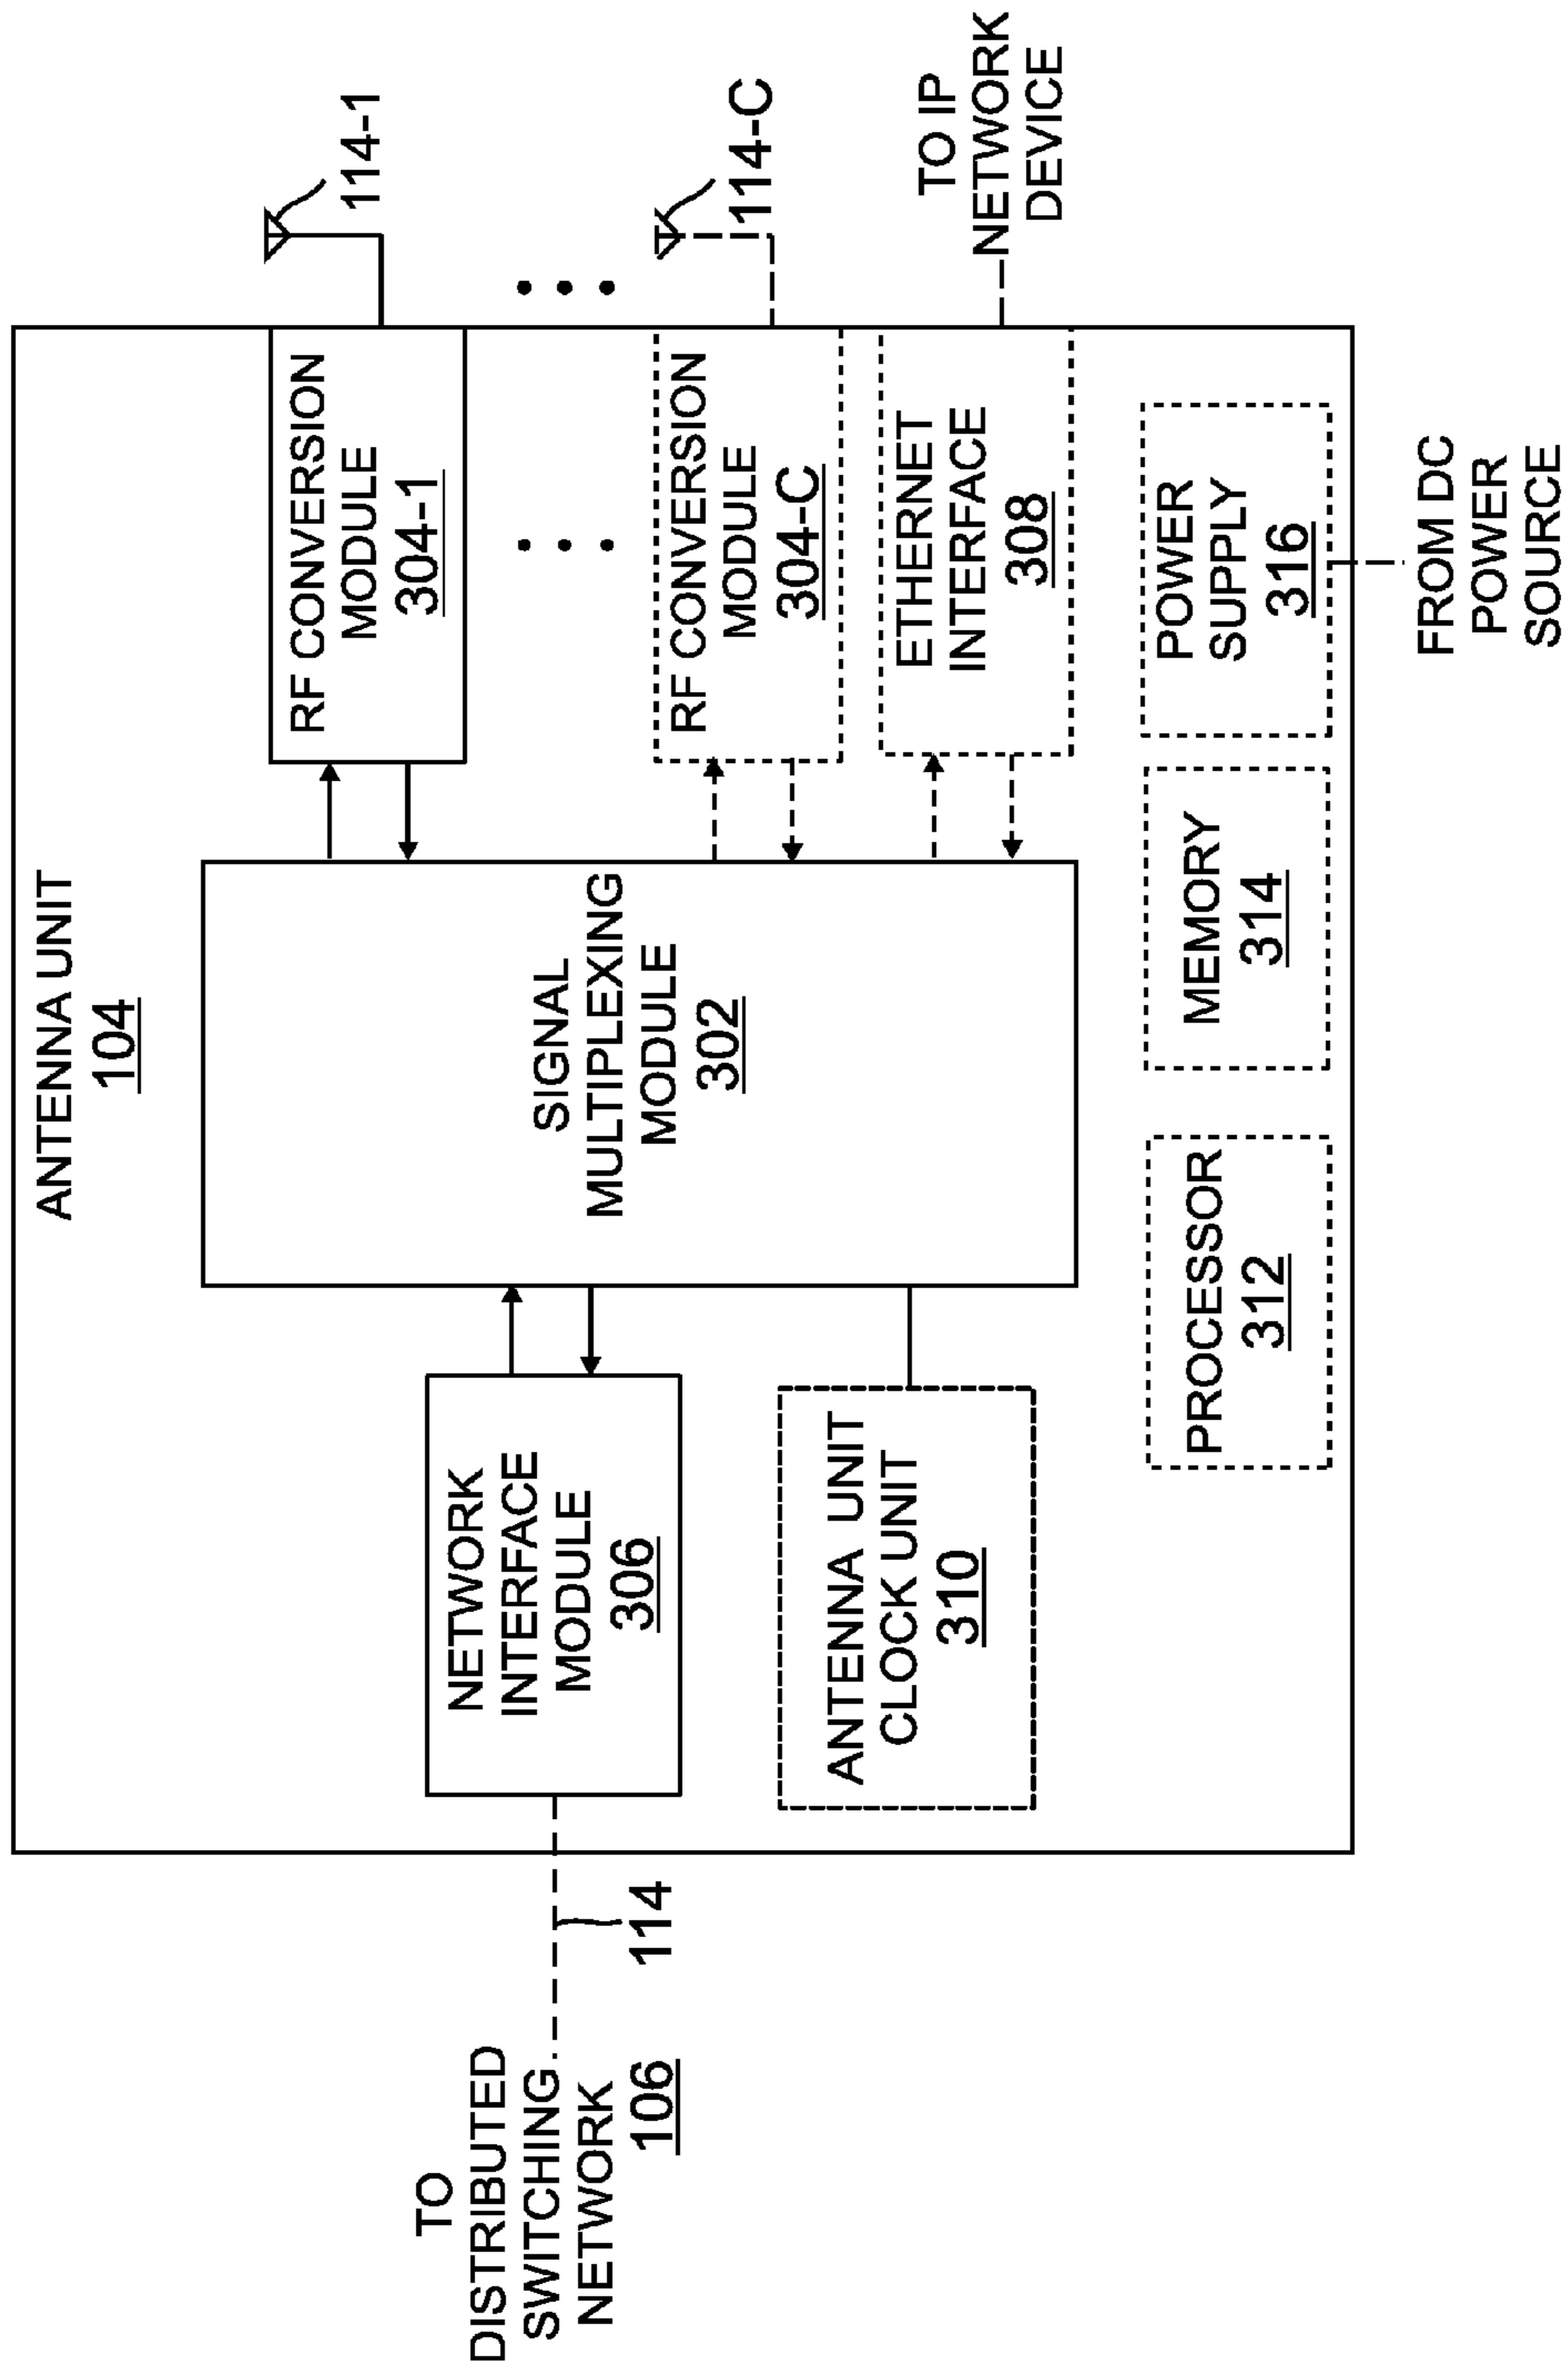 ANTENNA UNIT
104
TO
DISTRIBUTED
SWITCHING
NETWORK
106
114
NETWORK
INTERFACE
MODULE
306
ANTENNA UNIT
CLOCK UNIT
310
SIGNAL
MULTIPLEXING
MODULE
302
RF CONVERSION
MODULE
304-1
114-1
RF CONVERSION
MODULE
304-C
114-C
ETHERNET
INTERFACE
308
TO IP
NETWORK
DEVICE
PROCESSOR
312
MEMORY
314
POWER
SUPPLY
316
FROM DC
POWER
SOURCE